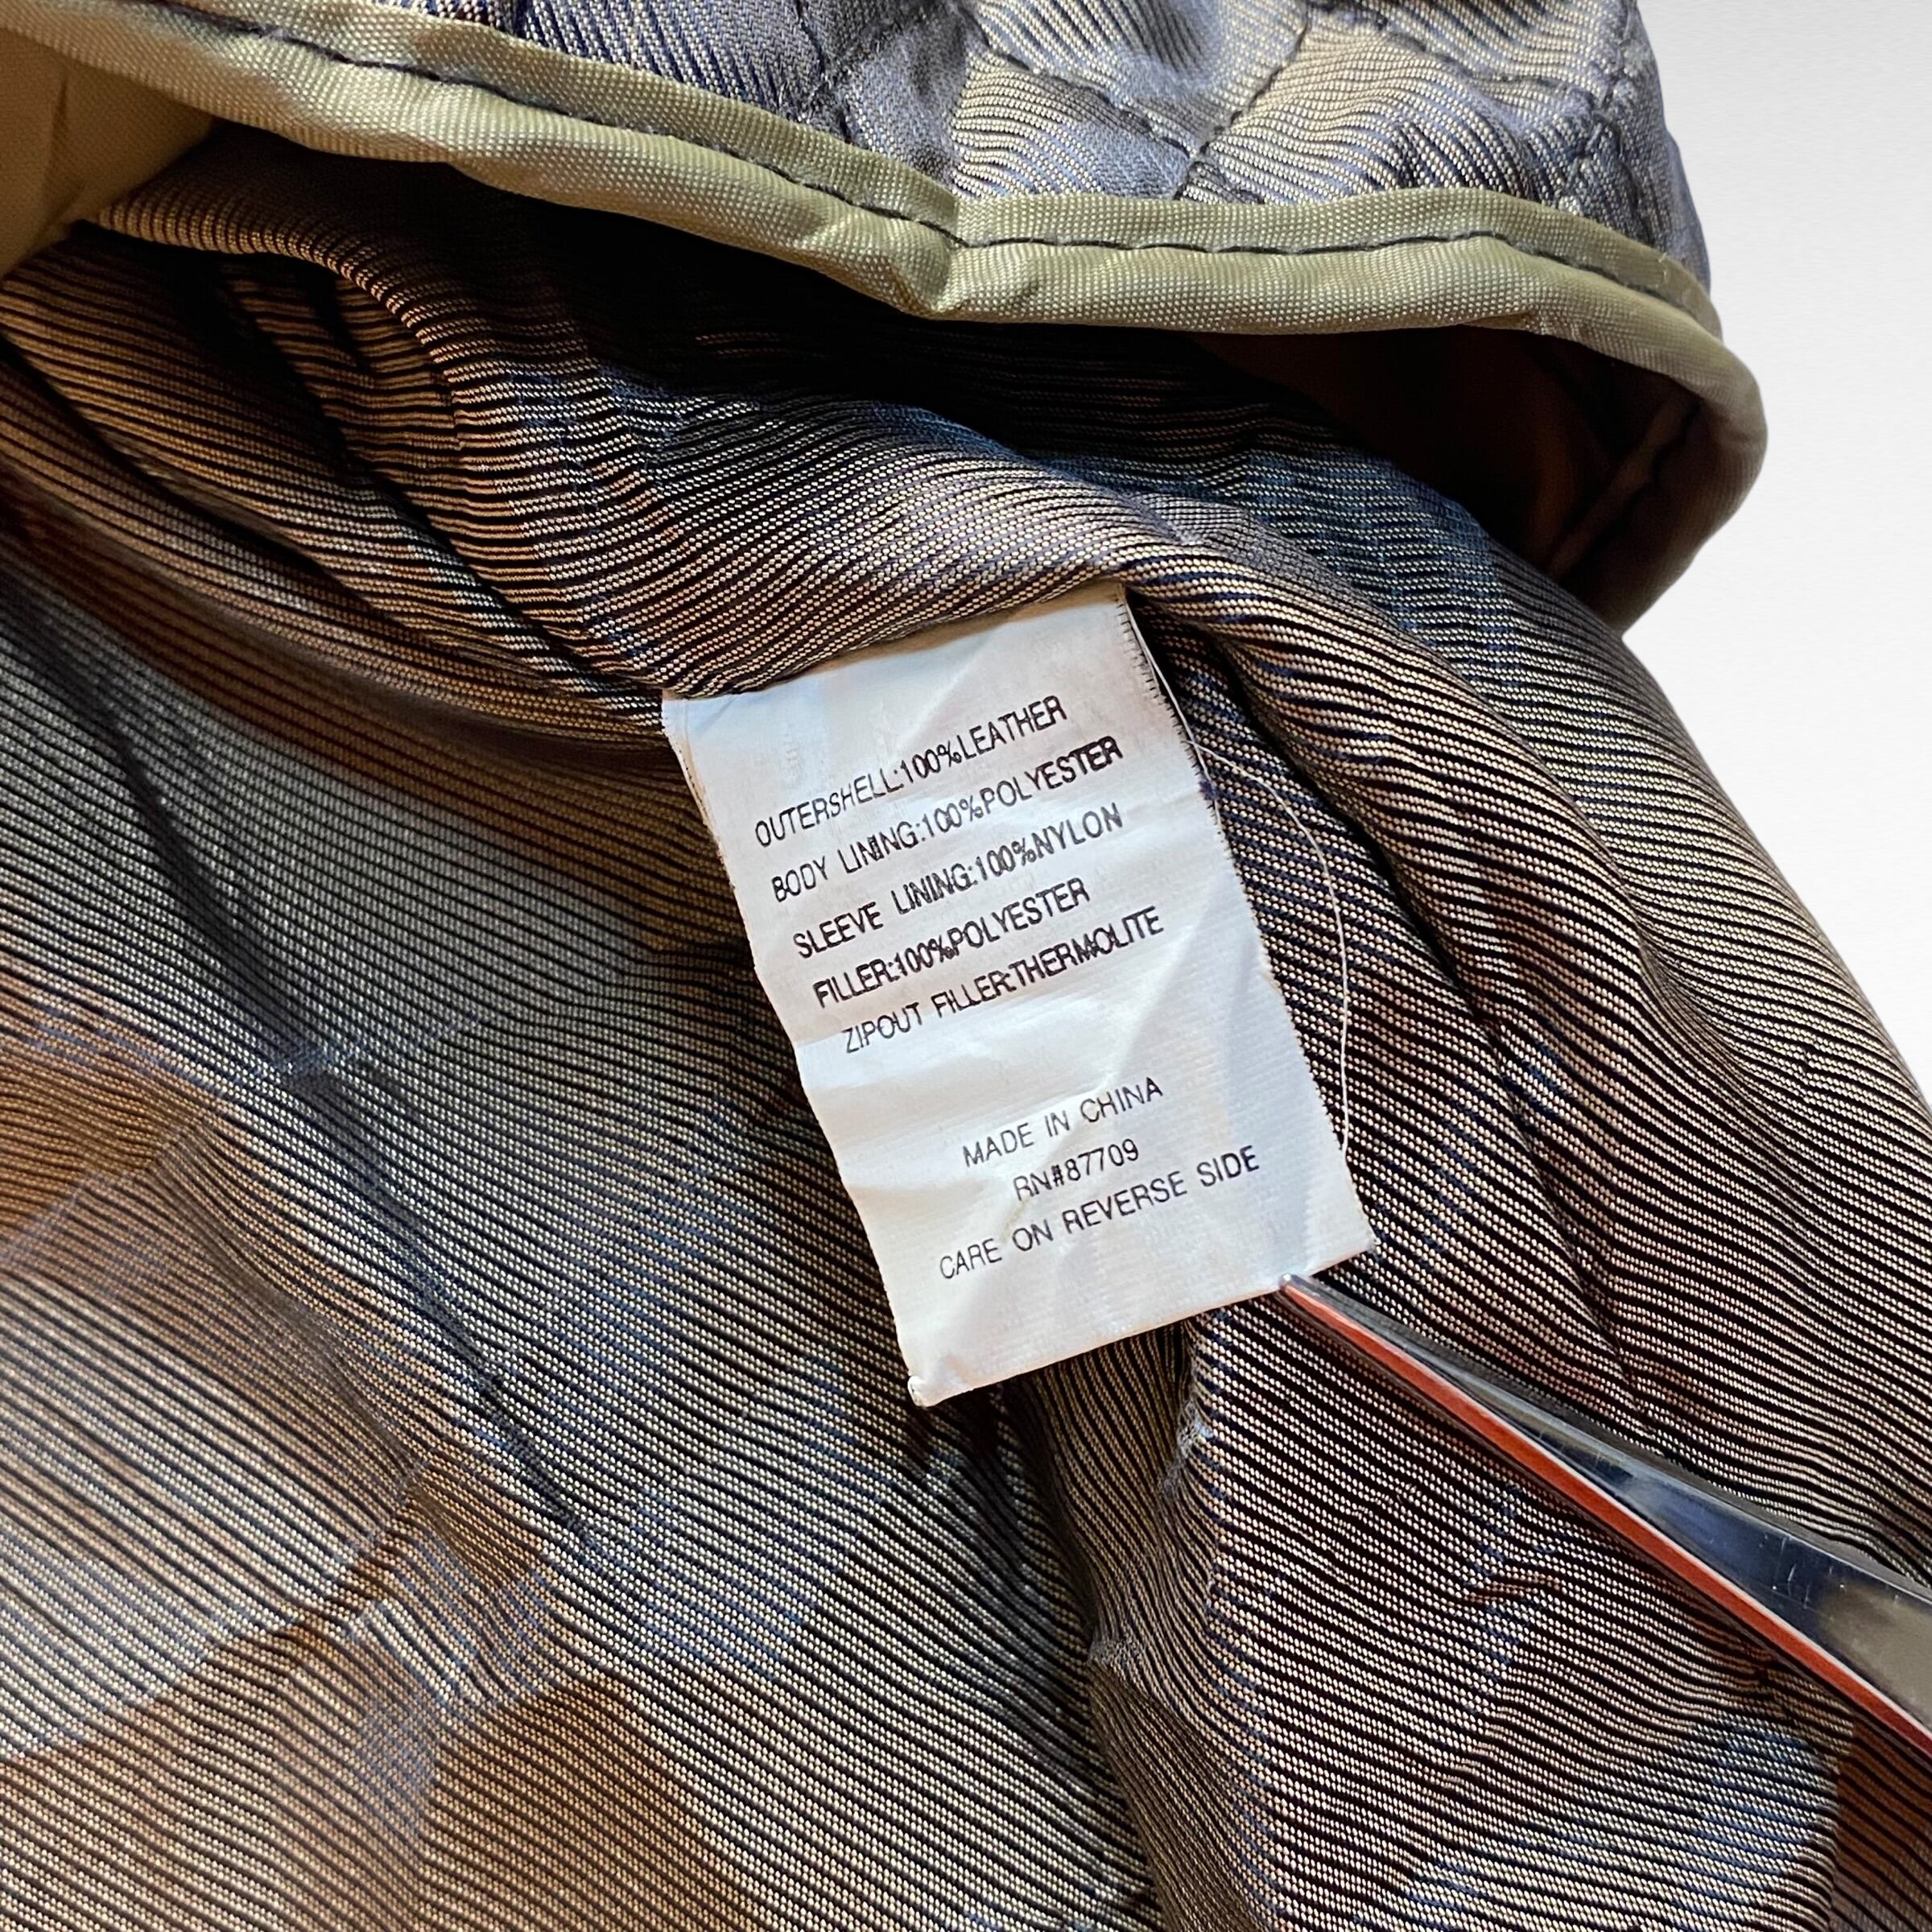 OUTERSHELL:100%LEATHER
BODY LINING:100%POLYESTER
SLEEVE LINING:100%NYLON
FILLER:100%POLYESTER
ZIPOUT FILLER:THERMOLITE
MADE IN CHINA
RN#87709
CARE ON REVERSE SIDE